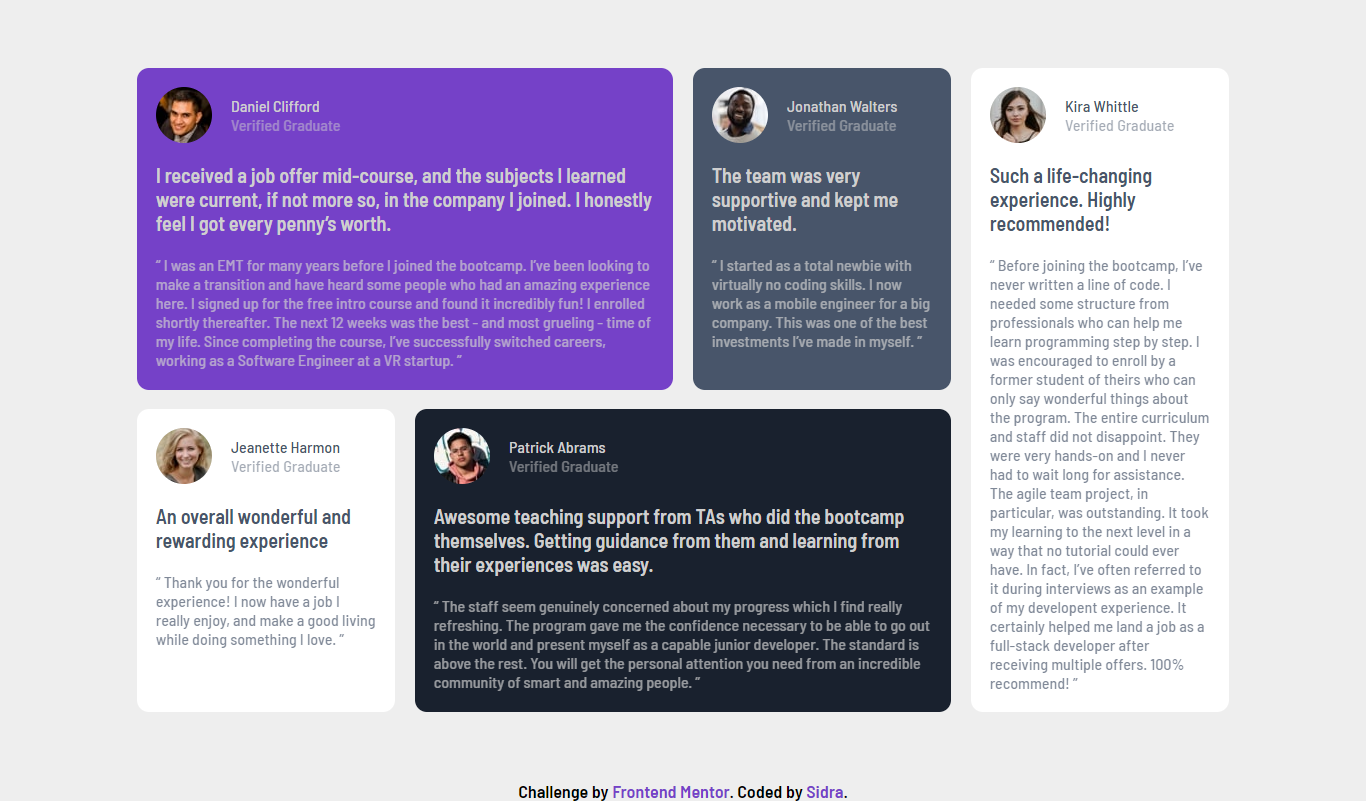 Daniel Clifford
Verified Graduate
I received a job offer mid-course, and the subjects I learned
were current, if not more so, in the company I joined. I honestly
feel I got every penny’s worth.
“ I was an EMT for many years before I joined the bootcamp. I’ve been looking to
make a transition and have heard some people who had an amazing experience
here. I signed up for the free intro course and found it incredibly fun! I enrolled
shortly thereafter. The next 12 weeks was the best - and most grueling - time of
my life. Since completing the course, I’ve successfully switched careers,
working as a Software Engineer at a VR startup. ”
Jonathan Walters
Verified Graduate
The team was very
supportive and kept me
motivated.
“ I started as a total newbie with
virtually no coding skills. I now
work as a mobile engineer for a big
company. This was one of the best
investments I’ve made in myself. ”
Kira Whittle
Verified Graduate
Such a life-changing
experience. Highly
recommended!
“ Before joining the bootcamp, I’ve
never written a line of code. I
needed some structure from
professionals who can help me
learn programming step by step. I
was encouraged to enroll by a
former student of theirs who can
only say wonderful things about
the program. The entire curriculum
and staff did not disappoint. They
were very hands-on and I never
had to wait long for assistance.
The agile team project, in
particular, was outstanding. It took
my learning to the next level in a
way that no tutorial could ever
have. In fact, I’ve often referred to
it during interviews as an example
of my developent experience. It
certainly helped me land a job as a
full-stack developer after
receiving multiple offers. 100%
recommend! ”
Jeanette Harmon
Verified Graduate
An overall wonderful and
rewarding experience
“ Thank you for the wonderful
experience! I now have a job I
really enjoy, and make a good living
while doing something I love. ”
Patrick Abrams
Verified Graduate
Awesome teaching support from TAs who did the bootcamp
themselves. Getting guidance from them and learning from
their experiences was easy.
“ The staff seem genuinely concerned about my progress which I find really
refreshing. The program gave me the confidence necessary to be able to go out
in the world and present myself as a capable junior developer. The standard is
above the rest. You will get the personal attention you need from an incredible
community of smart and amazing people. ”
Challenge by Frontend Mentor. Coded by Sidra.